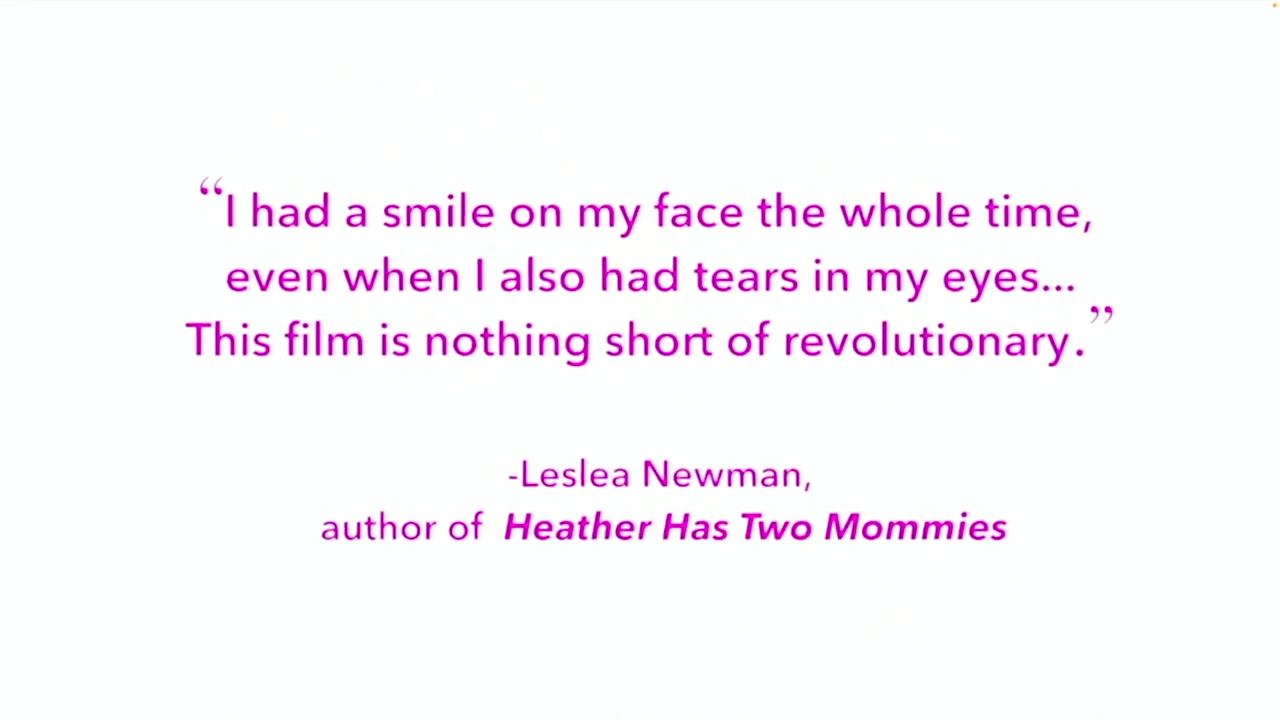 “I had a smile on my face the whole time,
even when I also had tears in my eyes...
This film is nothing short of revolutionary.”
-Leslea Newman,
author of Heather Has Two Mommies